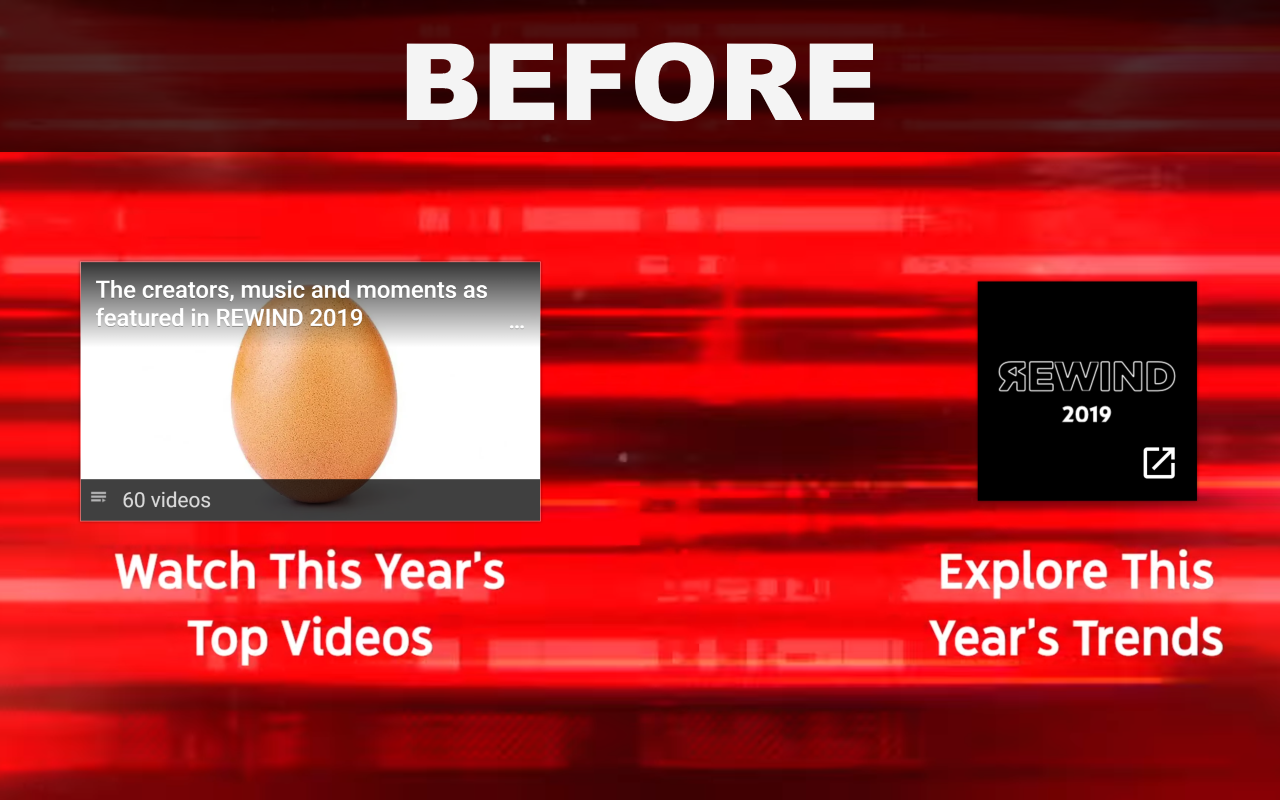 BEFORE
The creators, music and moments as
featured in REWIND 2019
...
60 videos
Watch This Year's
Top Videos
REWIND
2019
Explore This
Year's Trends